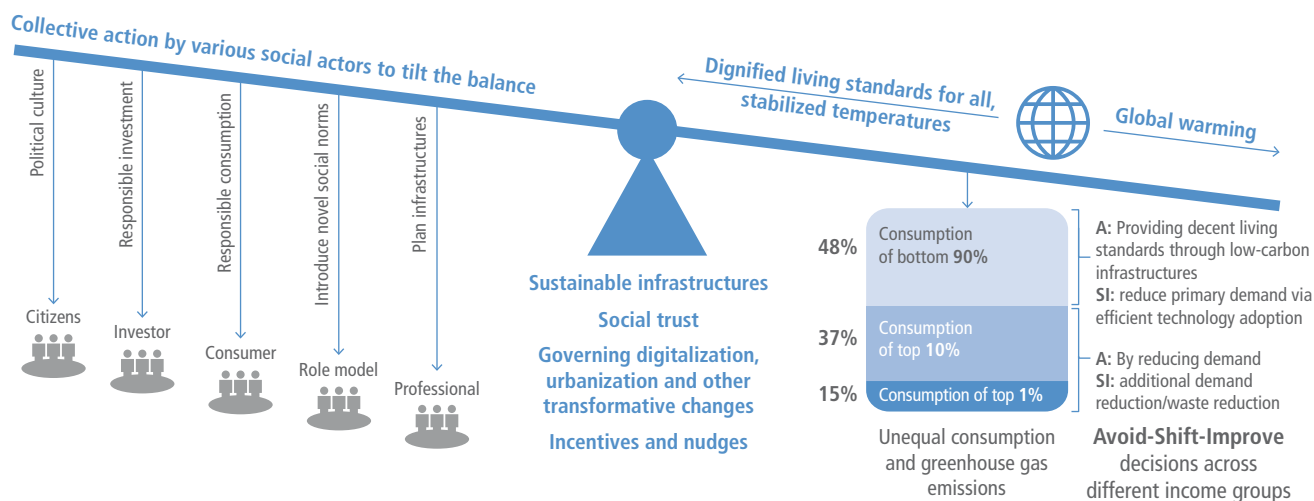 Collective action by various social actors to tilt the balance
Political culture
Responsible investment
Responsible consumption
Introduce novel social norms
Plan infrastructures
Citizens
Investor
Consumer
Role model
Professional
Dignified living standards for all,
stabilized temperatures
Global warming
Sustainable infrastructures
Social trust
Governing digitalization,
urbanization and other
transformative changes
Incentives and nudges
48%
Consumption
of bottom 90%
37%
Consumption
of top 10%
15%
Consumption of top 1%
Unequal consumption
and greenhouse gas
emissions
A: Providing decent living
standards through low-carbon
infrastructures
SI: reduce primary demand via
efficient technology adoption
A: By reducing demand
SI: additional demand
reduction/waste reduction
Avoid-Shift-Improve
decisions across
different income groups